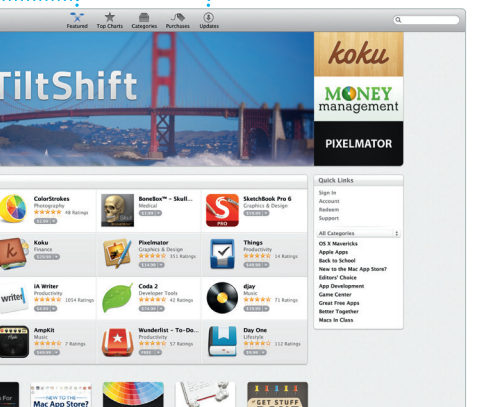 Featured Top Charts Categories Purchases Updates
TiltShift
koku
MONEY
management
PIXELMATOR
Quick Links
Sign In
Account
Redeem
Support
All Categories
OS X Mavericks
Apple Apps
Back to School
New to the Mac App Store?
Editors' Choice
App Development
Game Center
Great Free Apps
Better Together
Macs In Class
ColorStrokes
Photography
48 Ratings
BoneBox™ - Skull...
Medical
SketchBook Pro 6
Graphics & Design
PRO
Koku
Finance
Pixelmator
Graphics & Design
351 Ratings
Things
Productivity
14 Ratings
writer
iA Writer
Productivity
1054 Ratings
Coda 2
Developer Tools
42 Ratings
djay
Music
71 Ratings
AmpKit
Music
7 Ratings
Wunderlist - To-Do...
Productivity
57 Ratings
FREE
Day One
Lifestyle
112 Ratings
NEW TO THE
Mac App Store?
GET STUFF